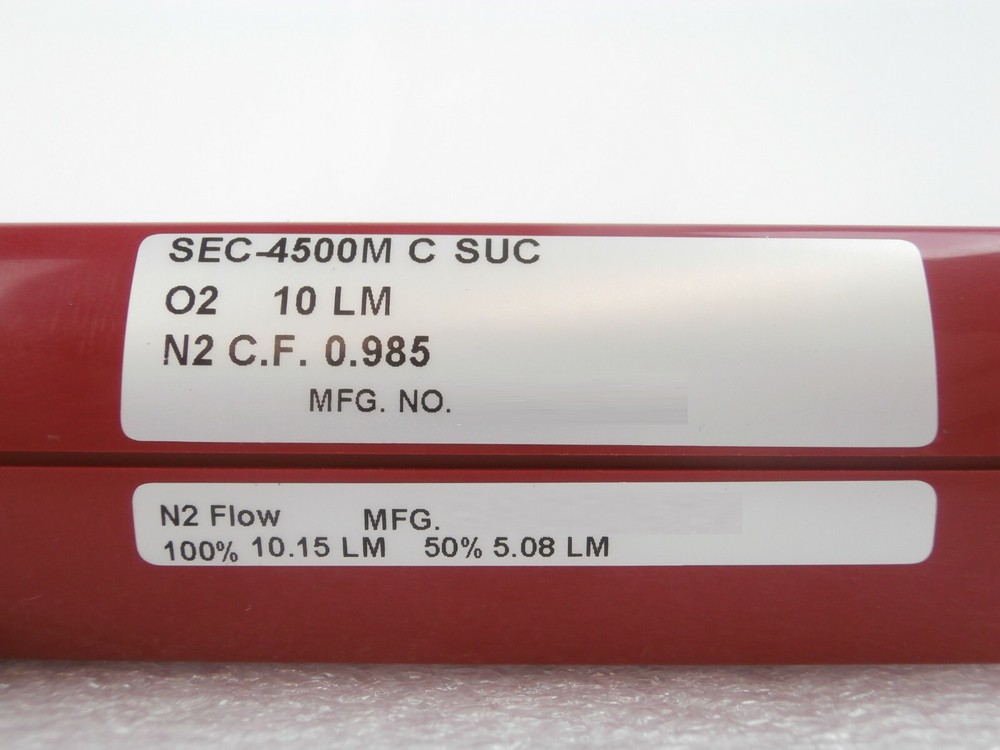 SEC-4500M C SUC
O2 10 LM
N2 C.F. 0.985
MFG. NO.
N2 Flow MFG.
100% 10.15 LM 50% 5.08 LM